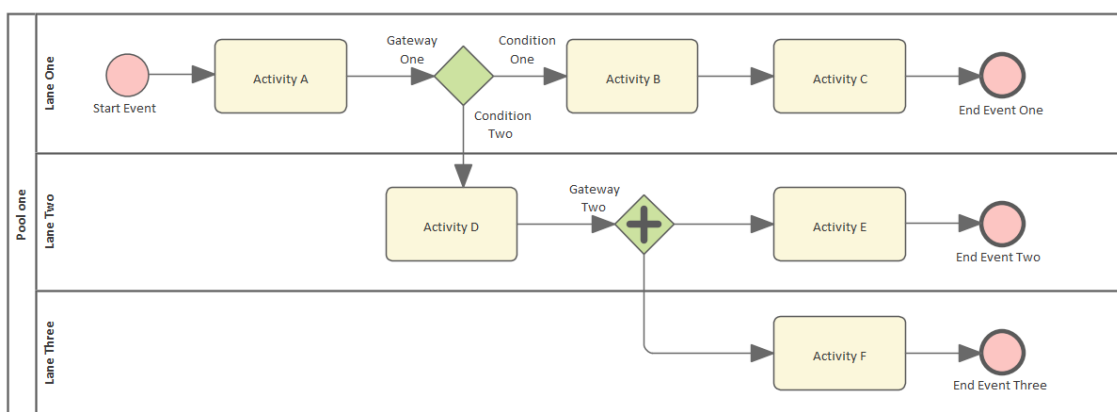 Pool one
Lane One
Start Event
Activity A
Gateway
One
Condition
One
Condition
Two
Activity B
Activity C
End Event One
Lane Two
Activity D
Gateway
Two
Activity E
End Event Two
Lane Three
Activity F
End Event Three